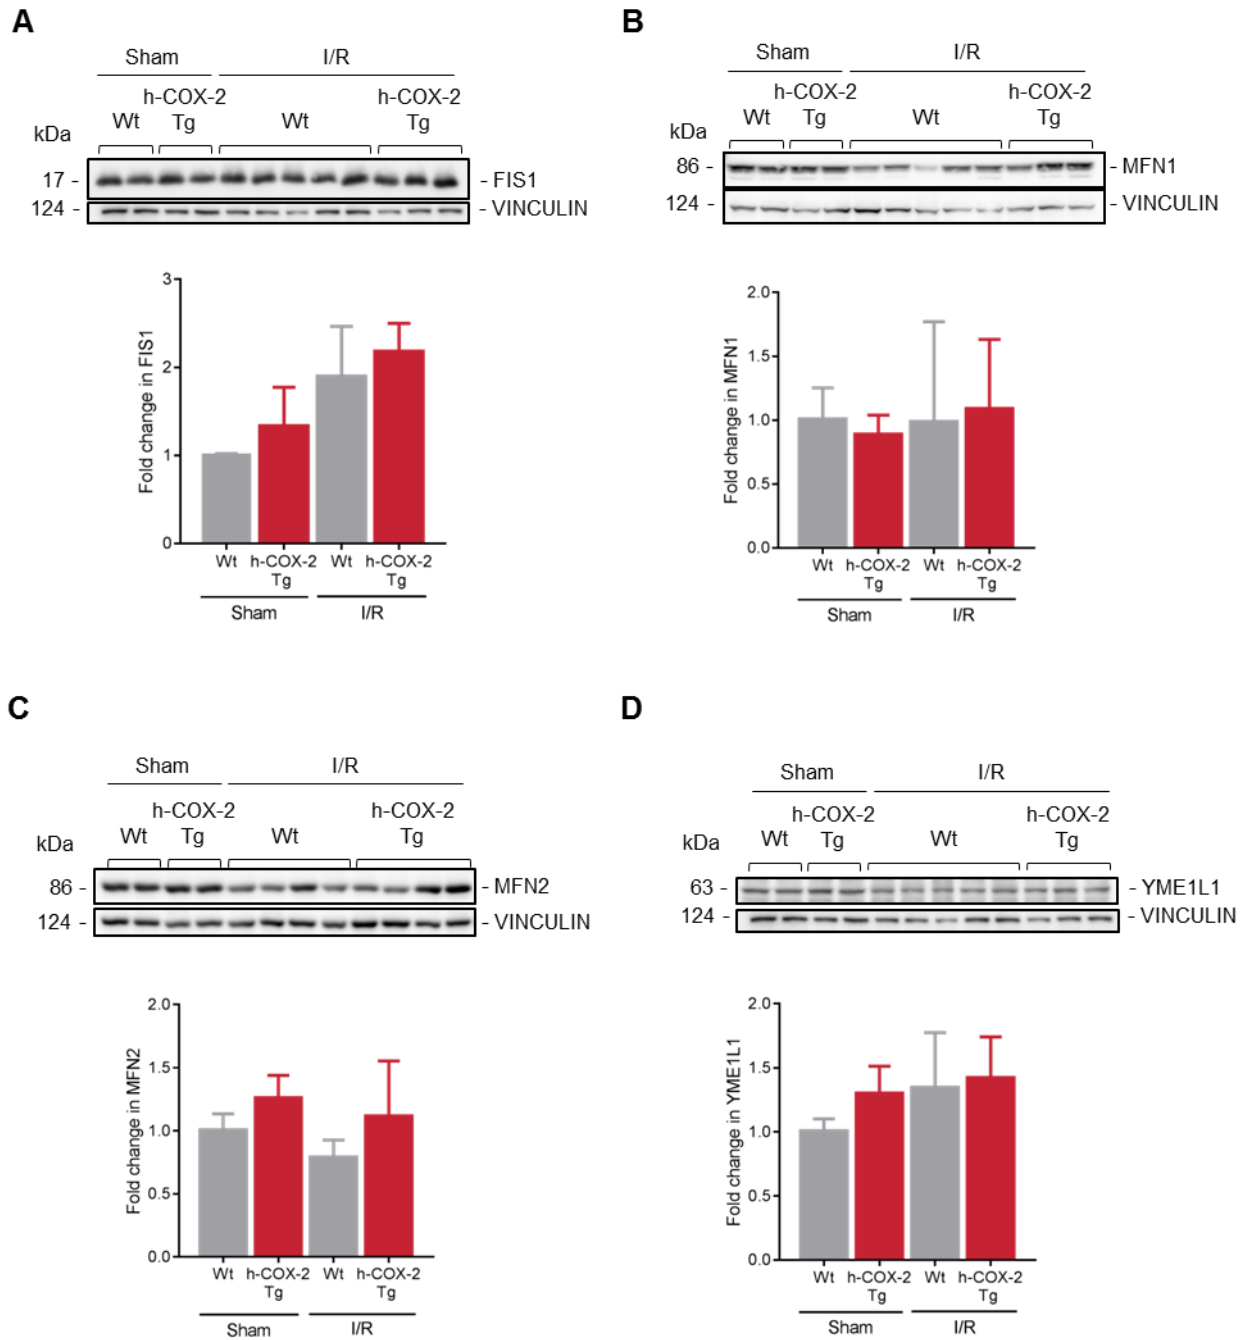 A
Sham I/R
h-COX-2 h-COX-2
Wt Tg Wt Tg
kDa
17 - - FIS1
124 - - VINCULIN
3
2
1
0
Fold change in FIS1
Wt h-COX-2 Wt h-COX-2
Tg Tg
Sham I/R
B
Sham I/R
h-COX-2 h-COX-2
Wt Tg Wt Tg
kDa
86 - - MFN1
124 - - VINCULIN
2.0
1.5
1.0
0.5
0.0
Fold change in MFN1
Wt h-COX-2 Wt h-COX-2
Tg Tg
Sham I/R
C
Sham I/R
h-COX-2 h-COX-2
Wt Tg Wt Tg
kDa
86 - - MFN2
124 - - VINCULIN
2.0
1.5
1.0
0.5
0.0
Fold change in MFN2
Wt h-COX-2 Wt h-COX-2
Tg Tg
Sham I/R
D
Sham I/R
h-COX-2 h-COX-2
Wt Tg Wt Tg
kDa
63 - - YME1L1
124 - - VINCULIN
2.0
1.5
1.0
0.5
0.0
Fold change in YME1L1
Wt h-COX-2 Wt h-COX-2
Tg Tg
Sham I/R